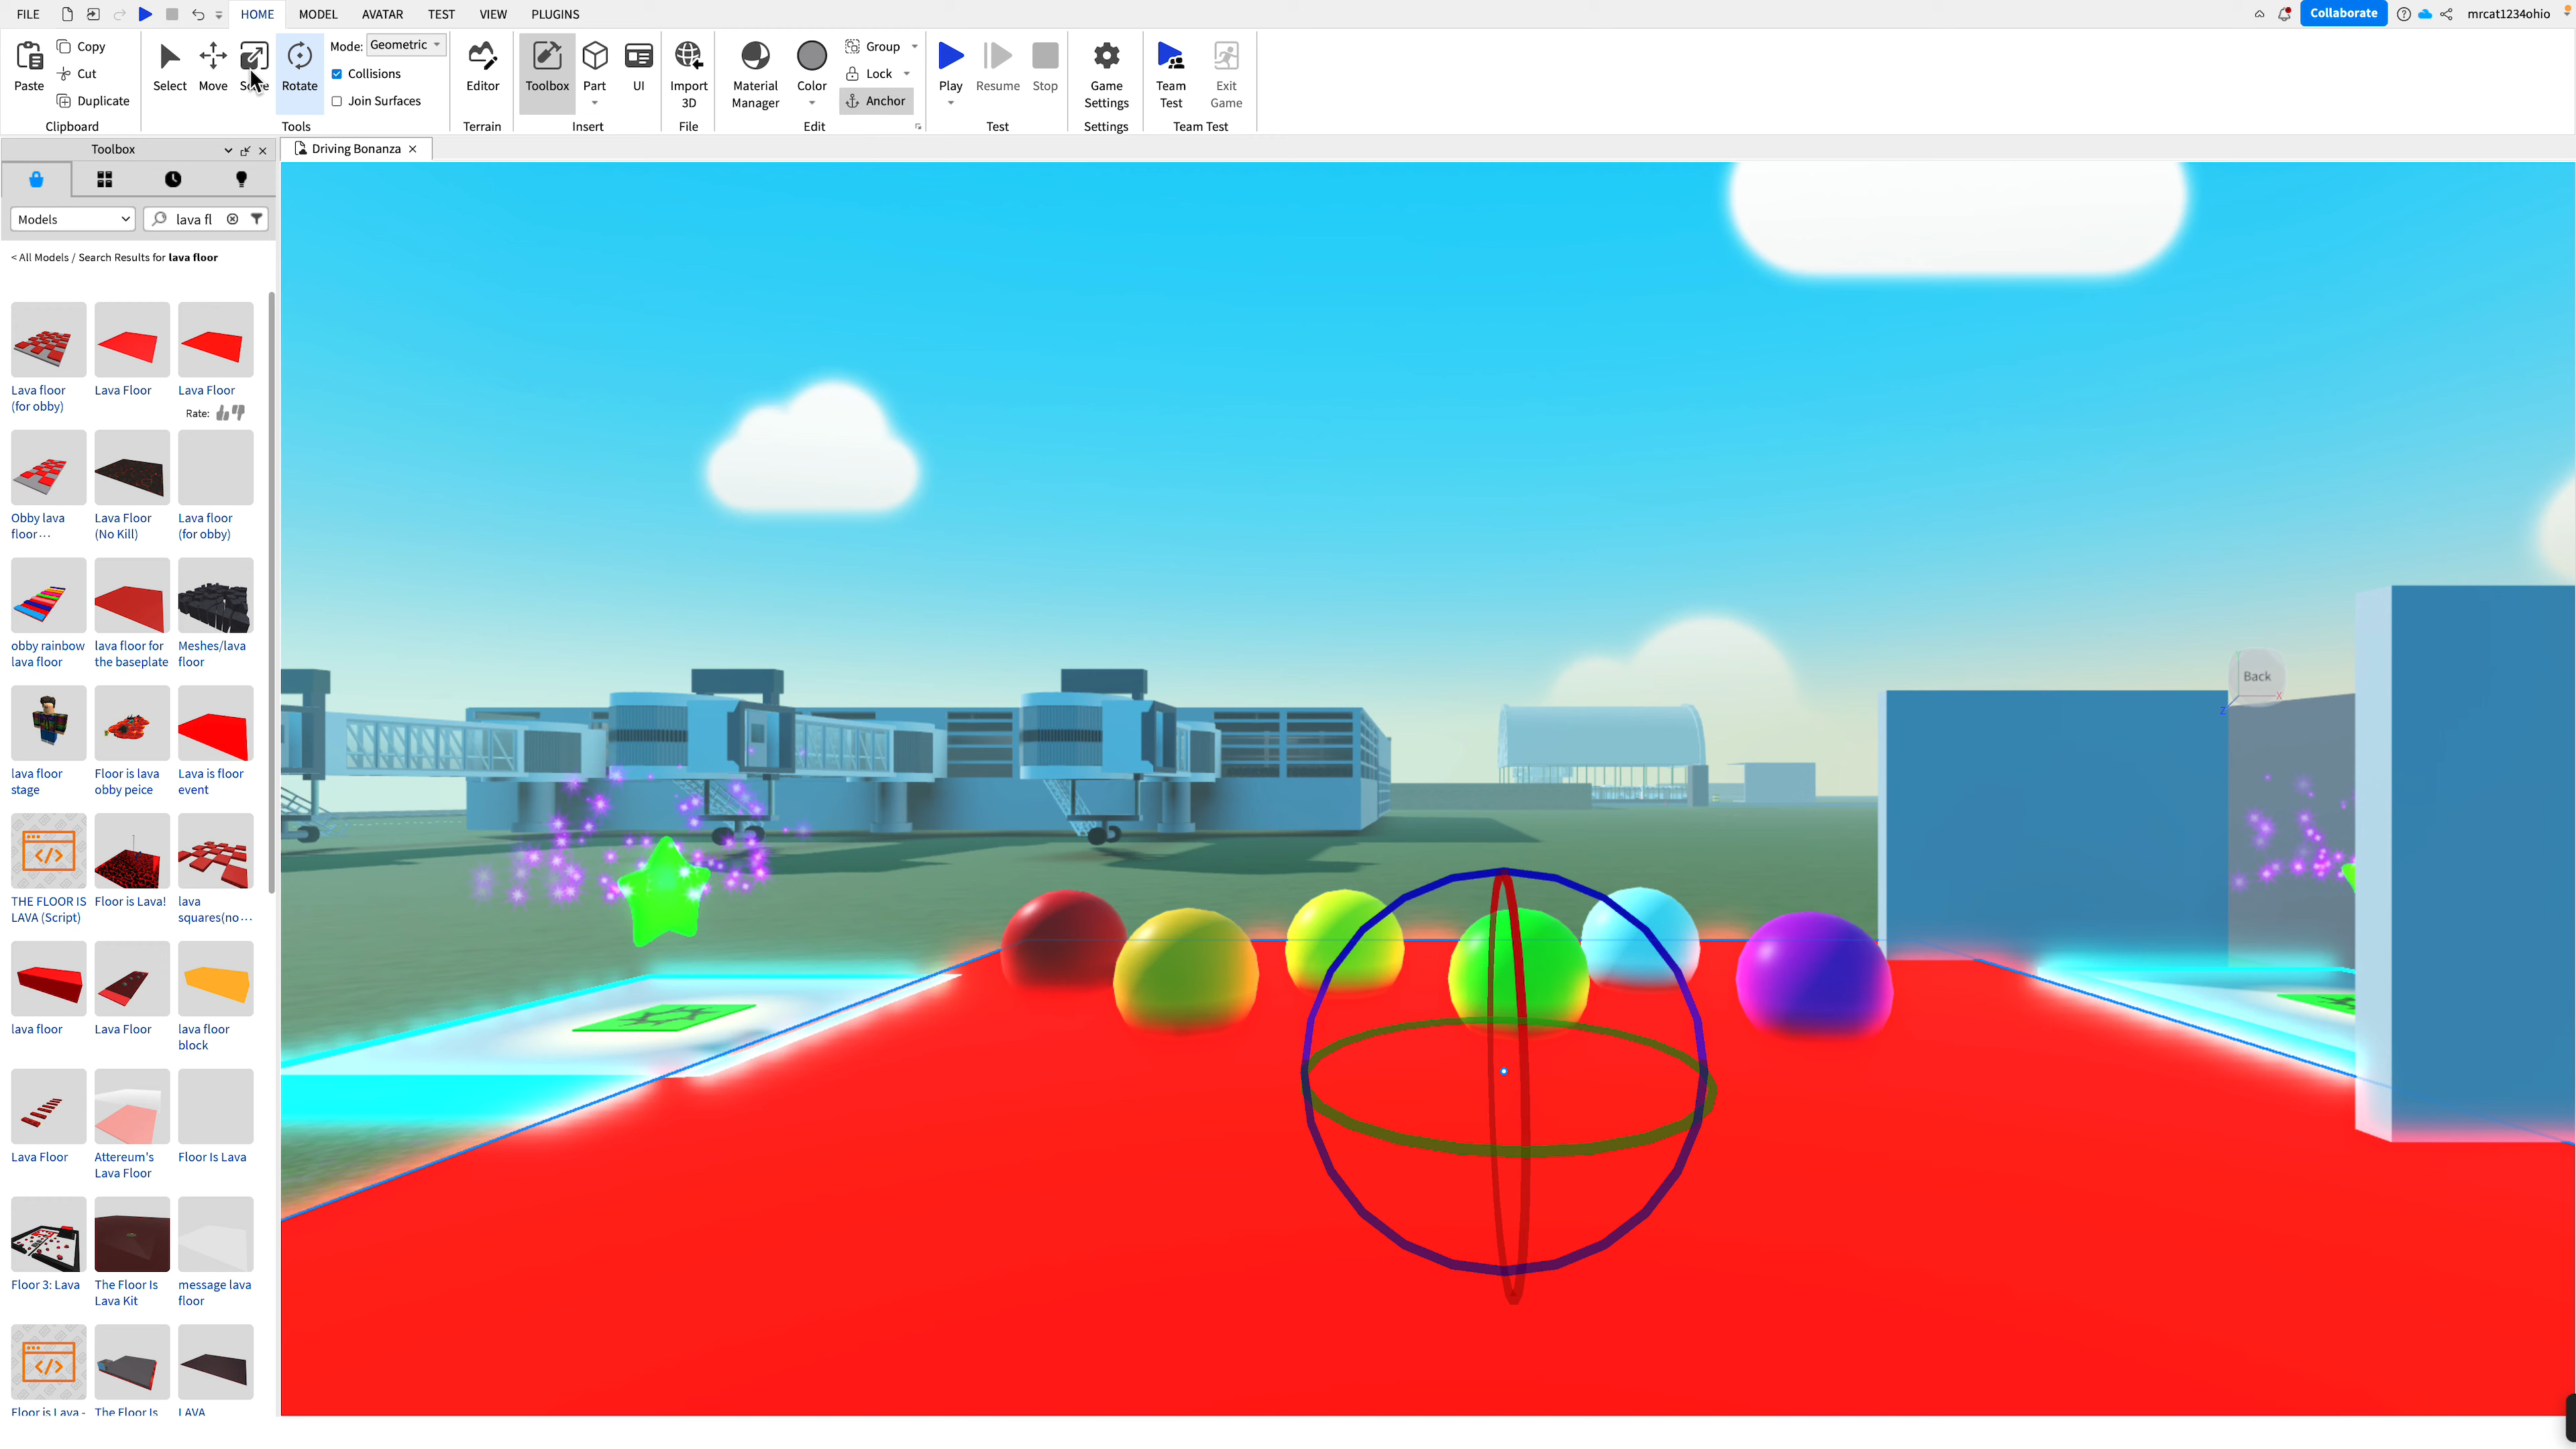 FILE HOME MODEL AVATAR TEST VIEW PLUGINS Collaborate mrcat1234ohio
Paste
Copy
Cut
Duplicate
Clipboard
Select Move Rotate
Mode: Geometric
Collisions
Join Surfaces
Tools
Editor
Terrain
Toolbox Part UI
Insert
Import
3D
File
Material
Manager
Color
Group
Lock
Anchor
Edit
Play Resume Stop
Test
Game
Settings
Settings
Team
Test
Exit
Game
Team Test
Toolbox
Driving Bonanza
Models
lava fl
< All Models / Search Results for lava floor
Lava floor
(for obby)
Lava Floor
Lava Floor
Rate:
Obby lava
floor...
Lava Floor
(No Kill)
Lava floor
(for obby)
obby rainbow
lava floor
lava floor for
the baseplate
Meshes/lava
floor
lava floor
stage
Floor is lava
obby peice
Lava is floor
event
THE FLOOR IS
LAVA (Script)
Floor is Lava!
lava
squares(no...
lava floor
Lava Floor
lava floor
block
Lava Floor
Attereum's
Lava Floor
Floor Is Lava
Floor 3: Lava
The Floor Is
Lava Kit
message lava
floor
Floor is Lava -
The Floor Is
LAVA
Y
Back
X
Z